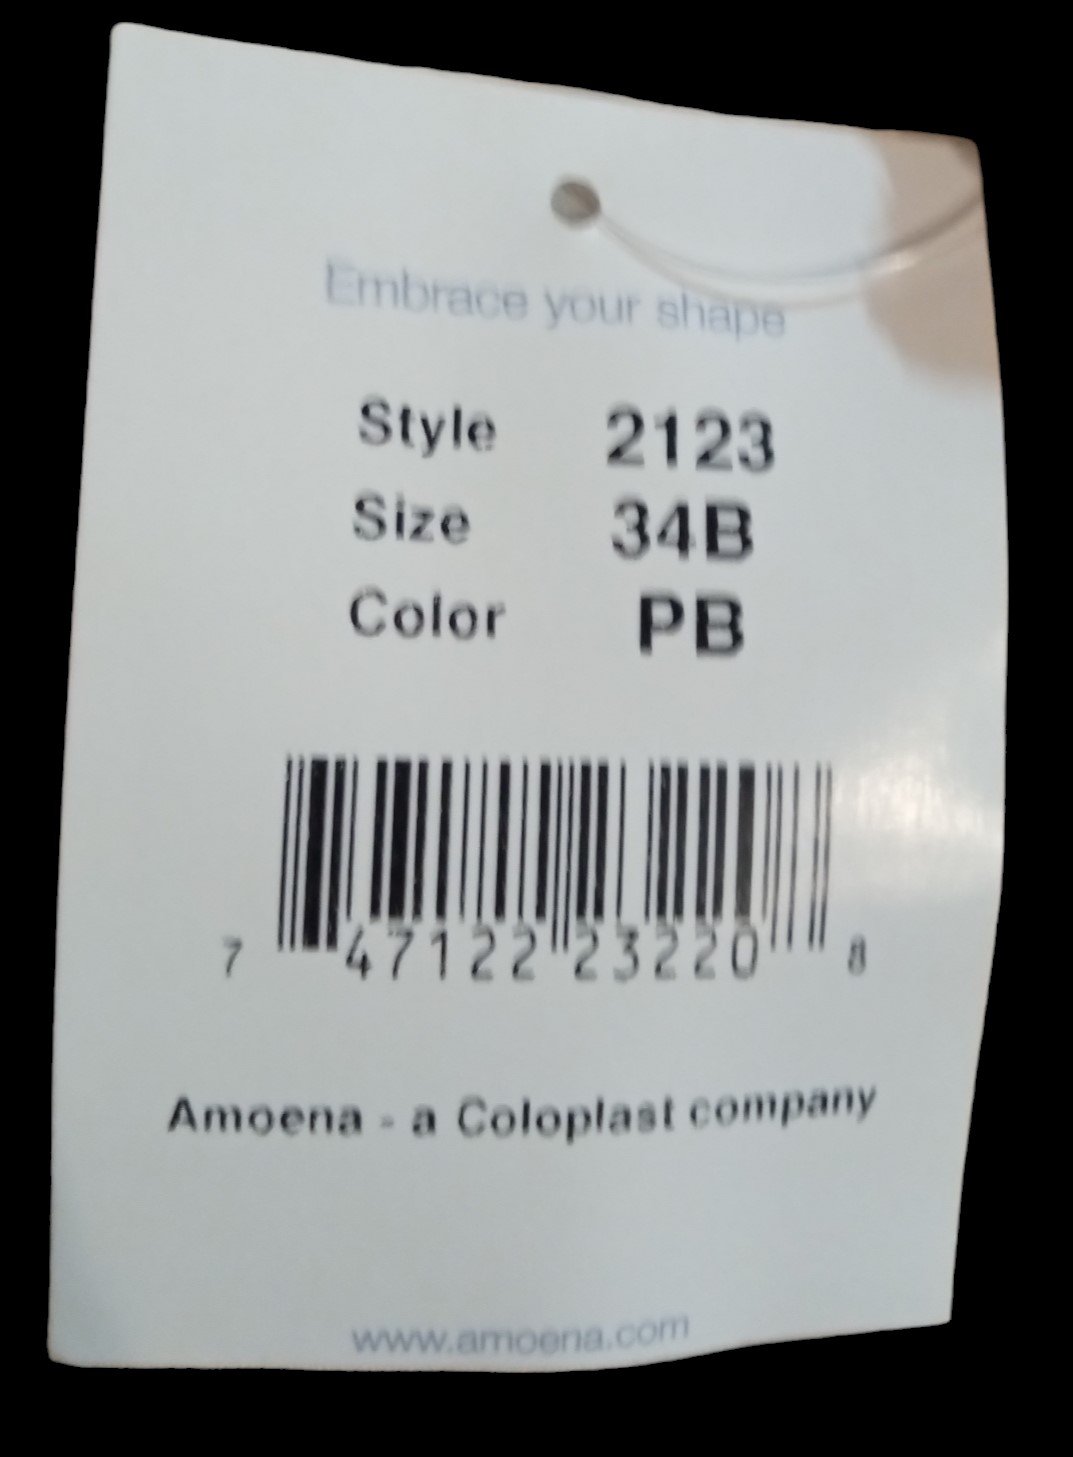 Embrace your shape
Style 2123
Size 34B
Color PB
7 47122 23220 8
Amoena - a Coloplast company
www.amoena.com